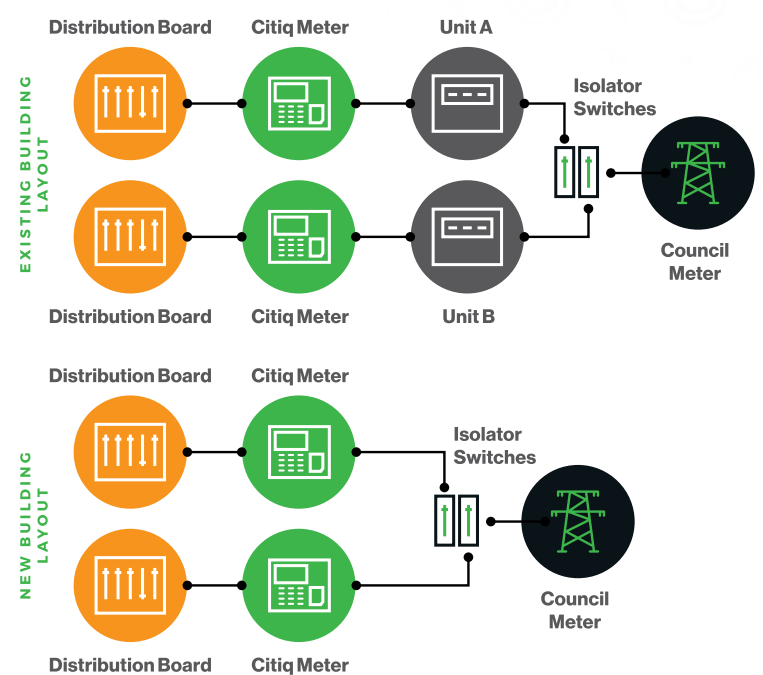 Distribution Board
Citiq Meter
Unit A
Isolator
Switches
EXISTING BUILDING
LAYOUT
Council
Meter
Distribution Board
Citiq Meter
Unit B
Distribution Board
Citiq Meter
Isolator
Switches
NEW BUILDING
LAYOUT
Council
Meter
Distribution Board
Citiq Meter